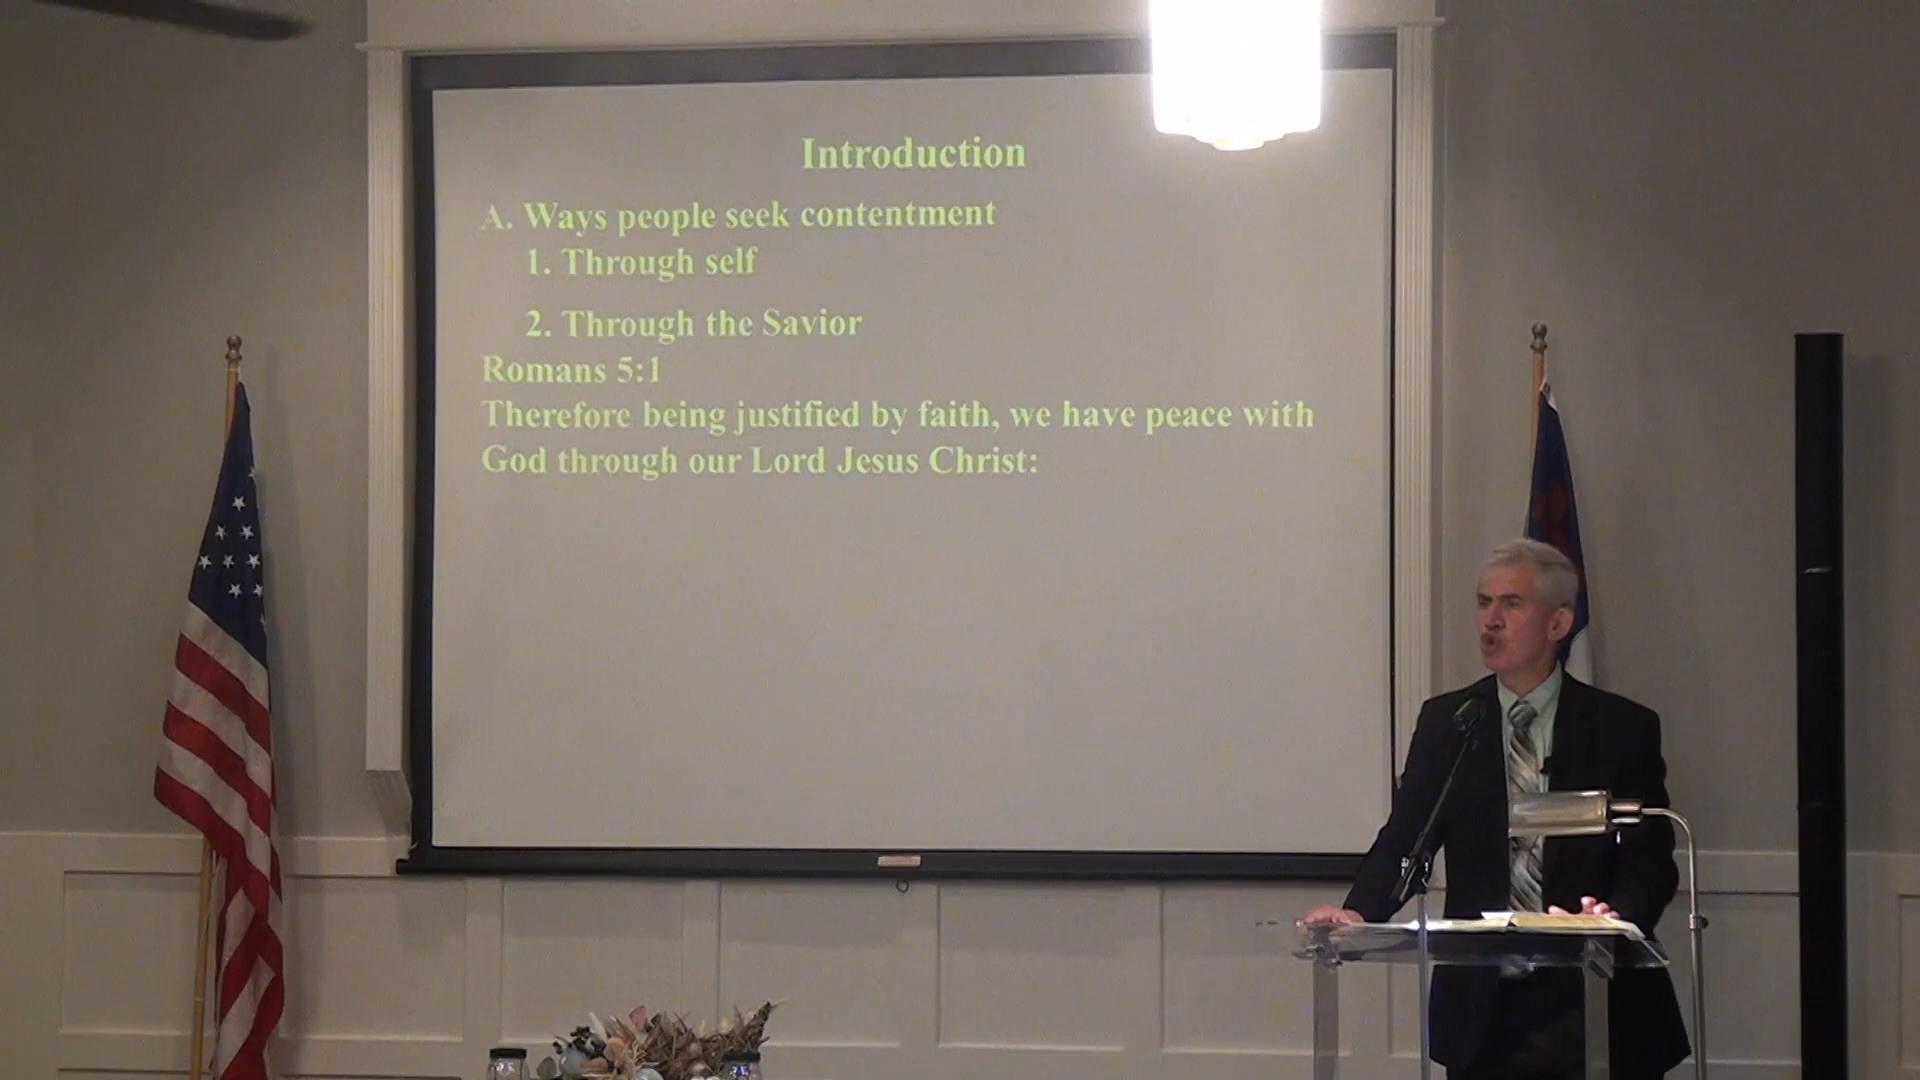 Introduction
A. Ways people seek contentment
1. Through self
2. Through the Savior
Romans 5:1
Therefore being justified by faith, we have peace with
God through our Lord Jesus Christ: